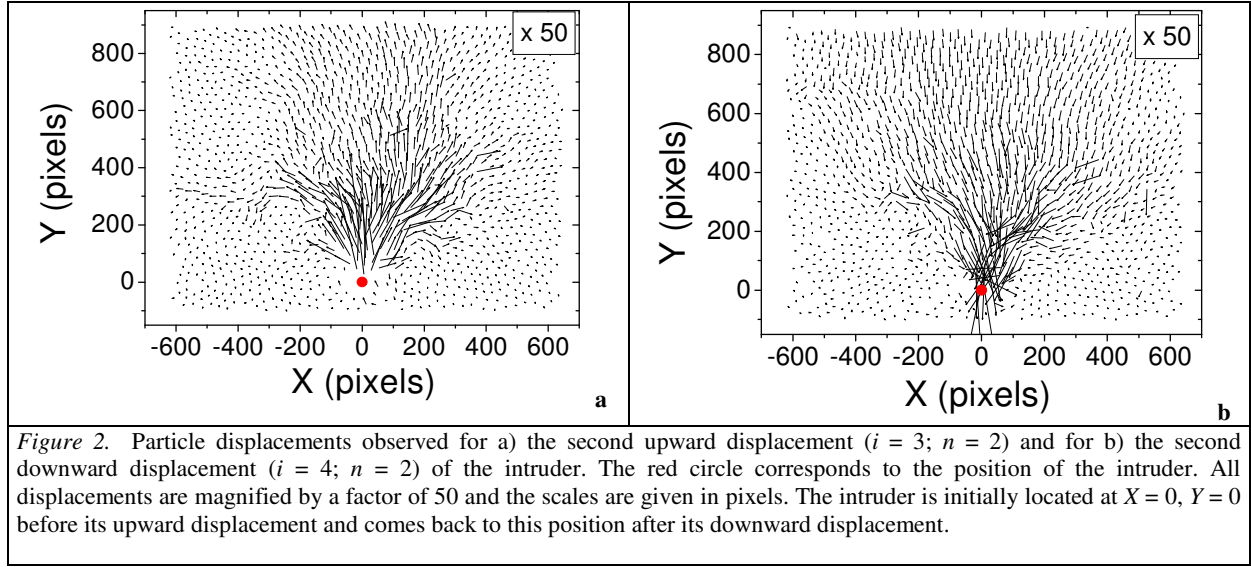 x 50
800
600
400
200
0
Y (pixels)
-600 -400 -200 0 200 400 600
X (pixels)
a
x 50
800
600
400
200
0
Y (pixels)
-600 -400 -200 0 200 400 600
X (pixels)
b
Figure 2. Particle displacements observed for a) the second upward displacement (i = 3; n = 2) and for b) the second
downward displacement (i = 4; n = 2) of the intruder. The red circle corresponds to the position of the intruder. All
displacements are magnified by a factor of 50 and the scales are given in pixels. The intruder is initially located at X = 0, Y = 0
before its upward displacement and comes back to this position after its downward displacement.